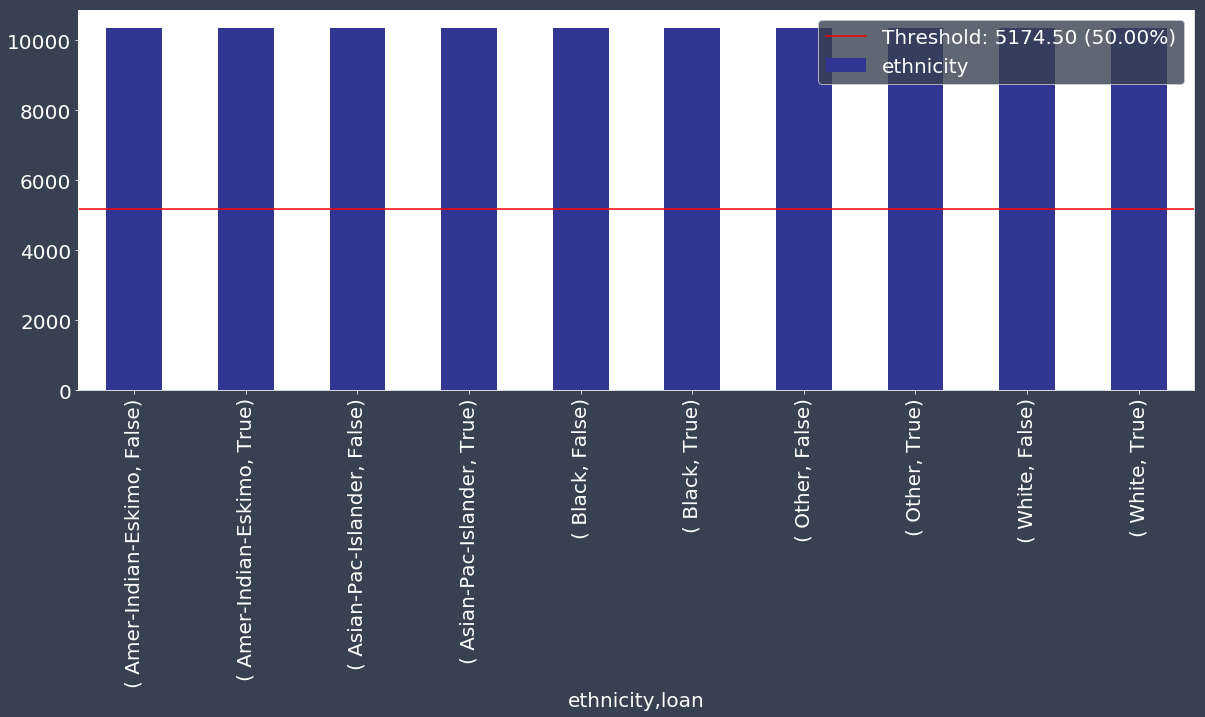 Threshold: 5174.50 (50.00%)
ethnicity
10000
8000
6000
4000
2000
0
( Amer-Indian-Eskimo, False)
( Amer-Indian-Eskimo, True)
( Asian-Pac-Islander, False)
( Asian-Pac-Islander, True)
( Black, False)
( Black, True)
( Other, False)
( Other, True)
( White, False)
( White, True)
ethnicity,loan